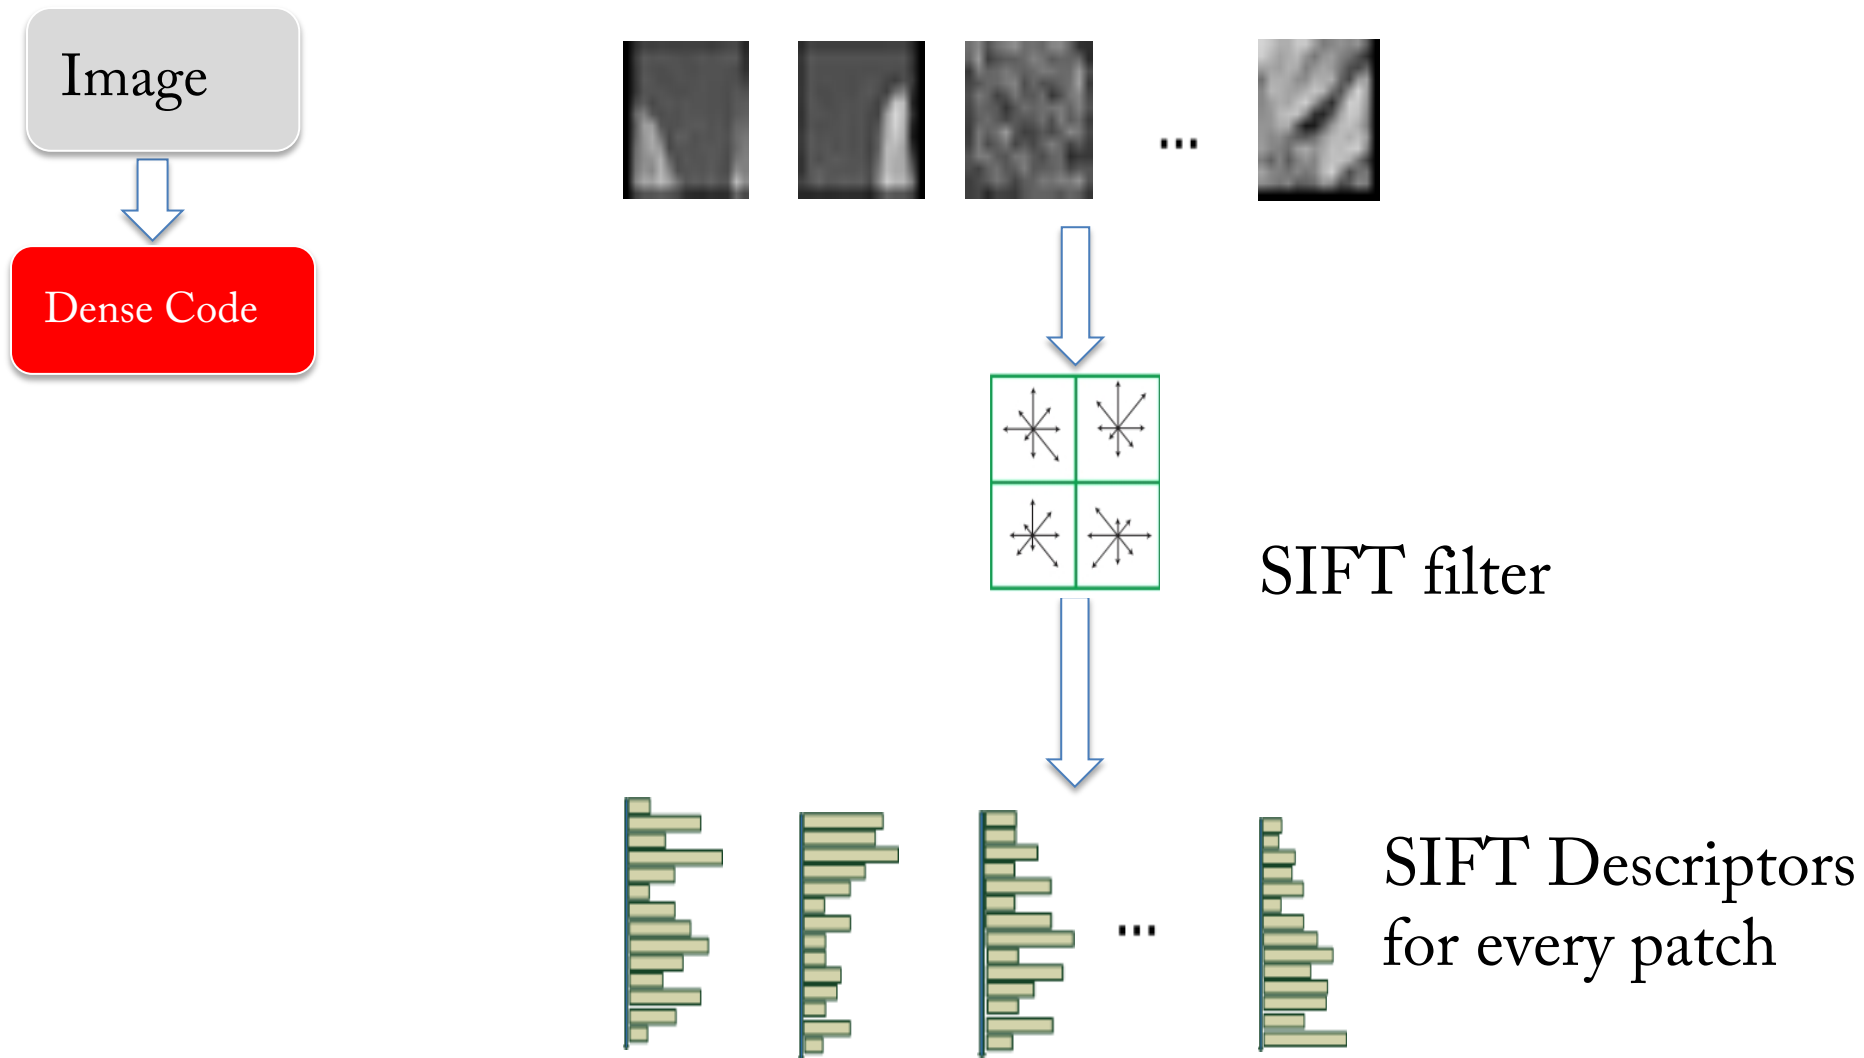 Image
Dense Code
...
SIFT filter
...
SIFT Descriptors
for every patch